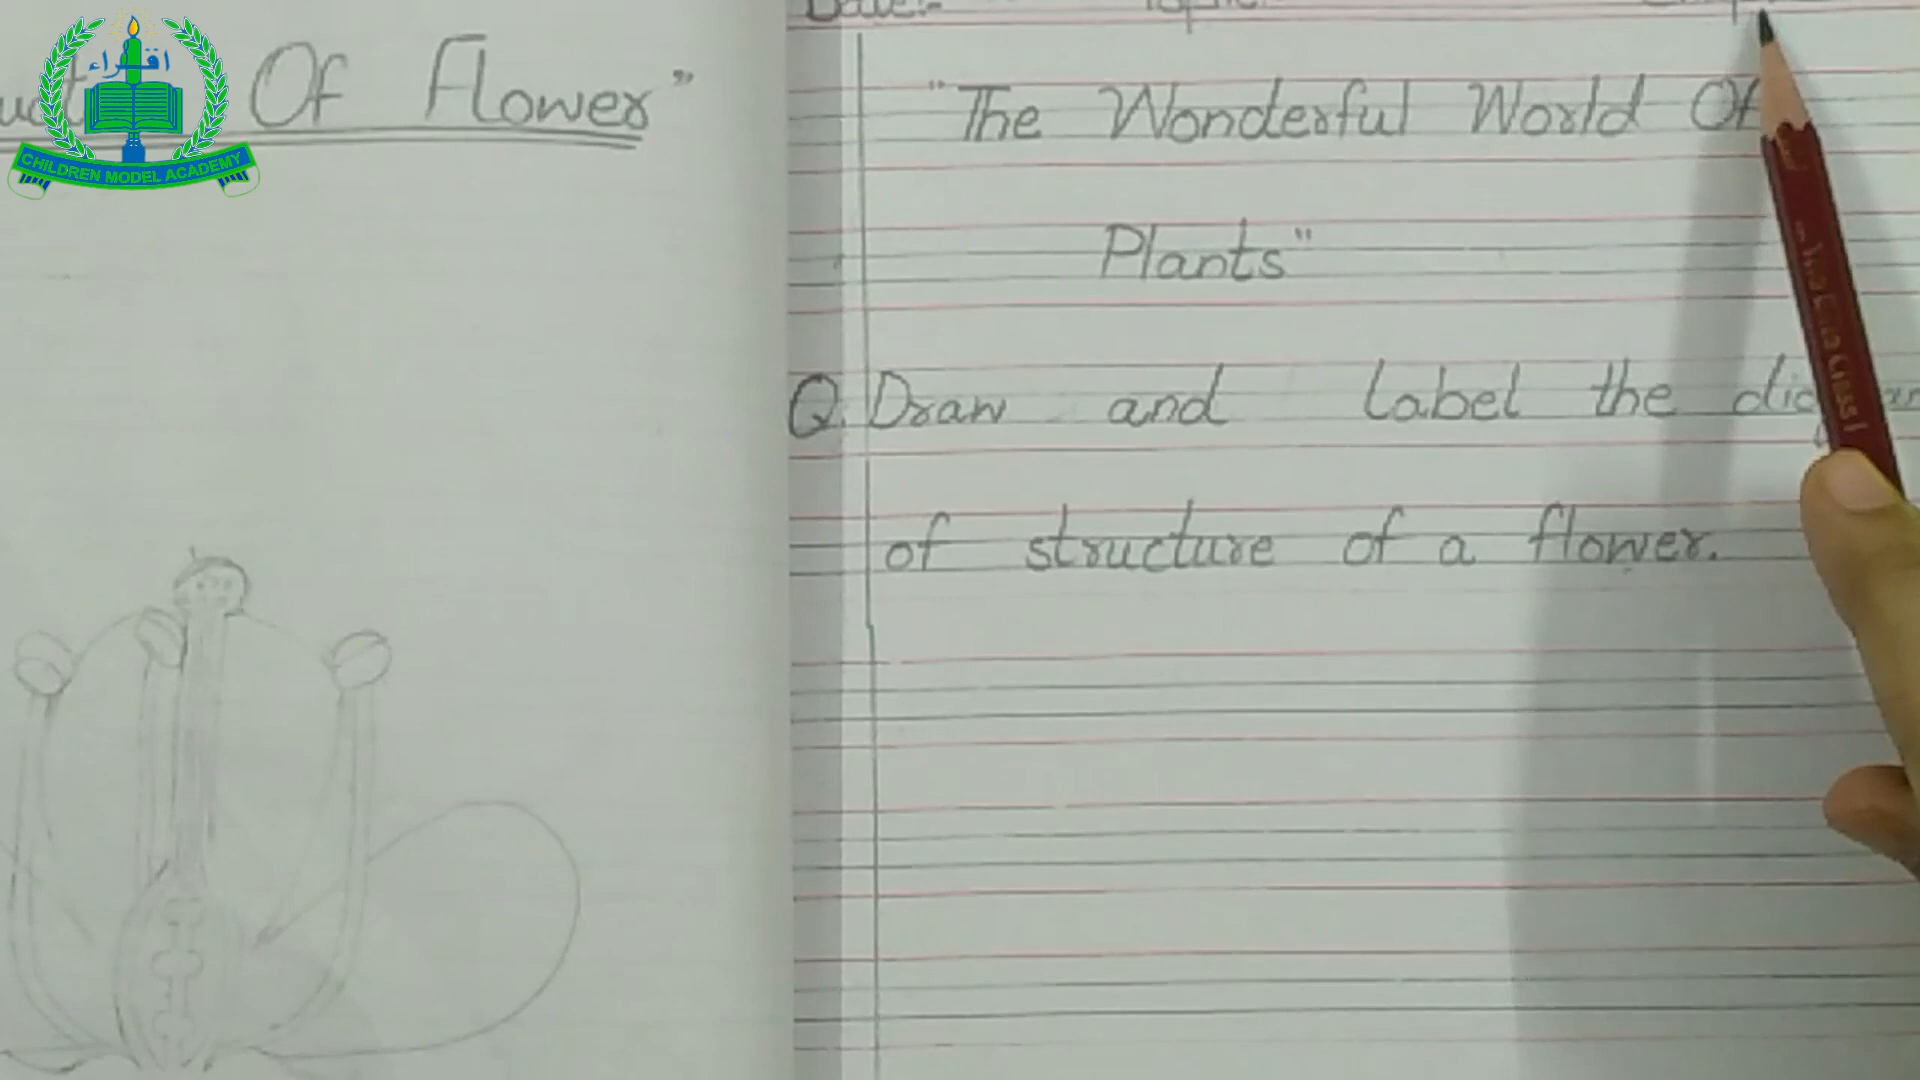 اقراء
CHILDREN MODEL ACADEMY
Of Flower"
"The Wonderful World Of
Plants"
Q. Draw and label the
of structure of a flower.